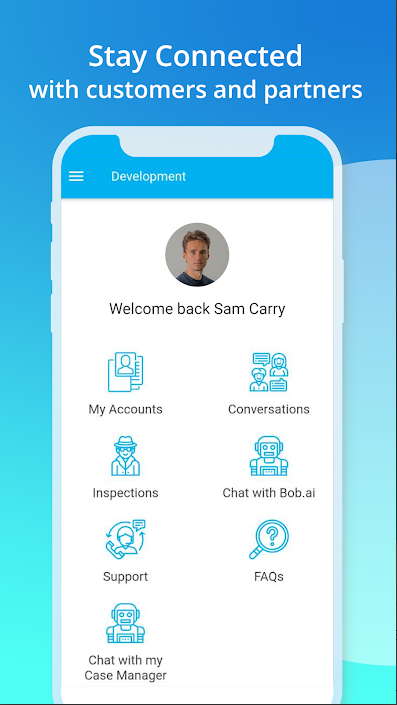 Stay Connected
with customers and partners
Development
Welcome back Sam Carry
My Accounts
Conversations
Inspections
Chat with Bob.ai
Support
FAQs
Chat with my
Case Manager